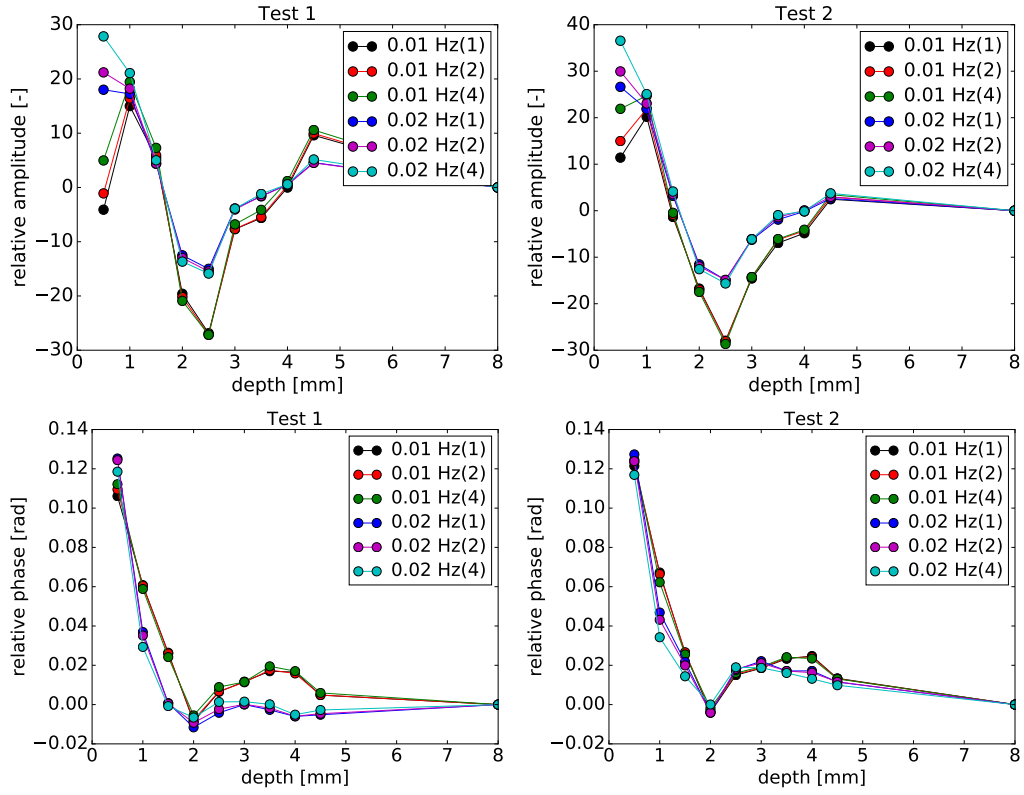 Test 1
relative amplitude [-]
40
30
20
10
0
−10
−20
−30
0 1 2 3 4 5 8
depth [mm]
0.01 Hz(1)
0.01 Hz(2)
0.01 Hz(4)
0.02 Hz(1)
0.02 Hz(2)
0.02 Hz(4)
Test 2
relative amplitude [-]
40
30
20
10
0
−10
−20
−30
0 1 2 3 4 5 6 7 8
depth [mm]
0.01 Hz(1)
0.01 Hz(2)
0.01 Hz(4)
0.02 Hz(1)
0.02 Hz(2)
0.02 Hz(4)
Test 1
relative phase [rad]
0.14
0.12
0.10
0.08
0.06
0.04
0.02
0.00
−0.02
0 1 2 3 4 5 6 7 8
depth [mm]
0.01 Hz(1)
0.01 Hz(2)
0.01 Hz(4)
0.02 Hz(1)
0.02 Hz(2)
0.02 Hz(4)
Test 2
relative phase [rad]
0.14
0.12
0.10
0.08
0.06
0.04
0.02
0.00
−0.02
0 1 2 3 4 5 6 7 8
depth [mm]
0.01 Hz(1)
0.01 Hz(2)
0.01 Hz(4)
0.02 Hz(1)
0.02 Hz(2)
0.02 Hz(4)